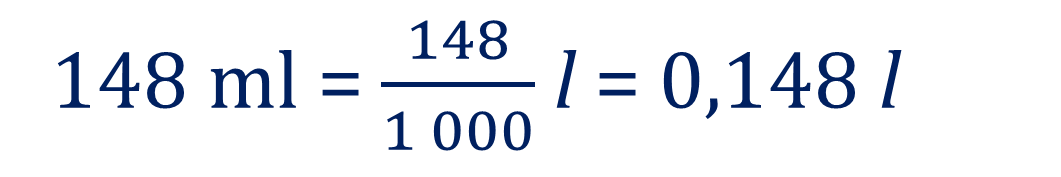 148 ml = 148/1 000 l = 0,148 l